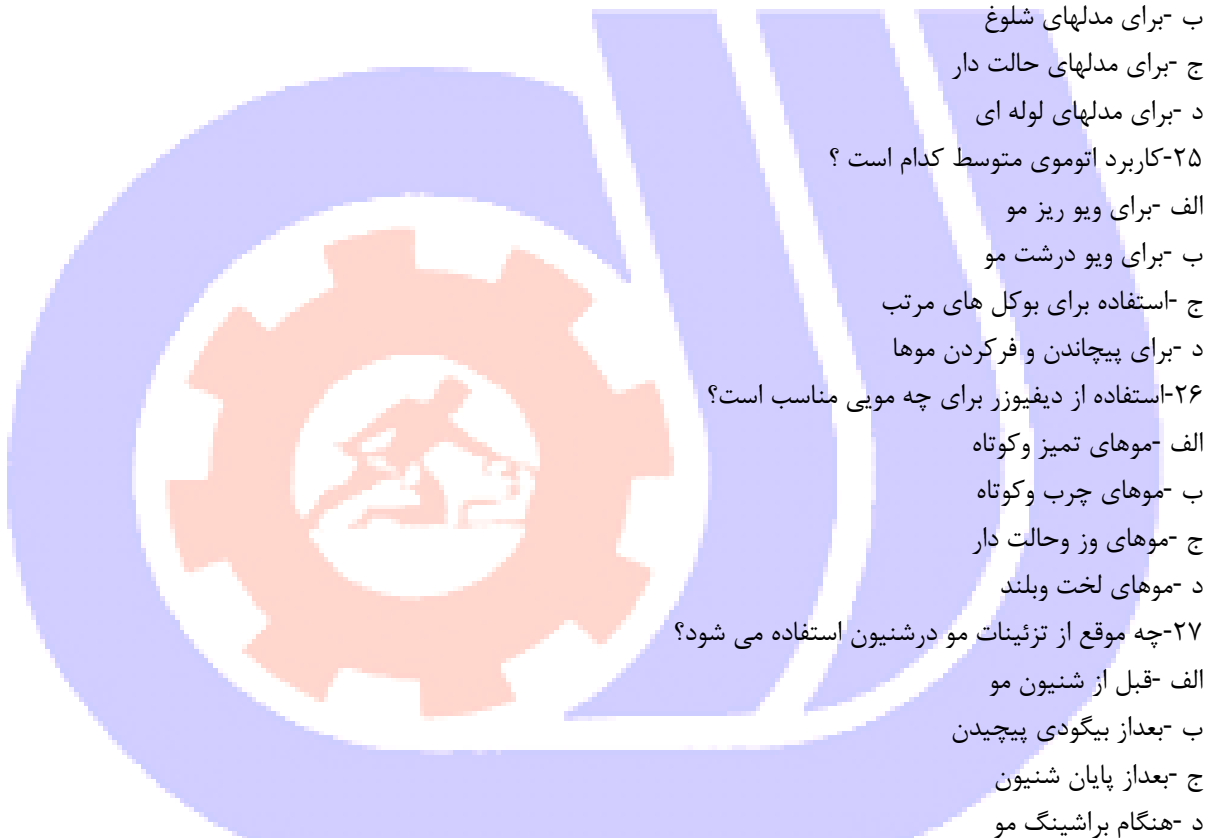 ب -برای مدلهای شلوغ
ج -برای مدلهای حالت دار
د -برای مدلهای لوله ای
۲۵-کاربرد اتوموی متوسط کدام است ؟
الف -برای ویو ریز مو
ب -برای ویو درشت مو
ج -استفاده برای بوکل های مرتب
د -برای پیچاندن و فرکردن موها
۲۶-استفاده از دیفیوزر برای چه مویی مناسب است؟
الف -موهای تمیز وکوتاه
ب -موهای چرب وکوتاه
ج -موهای وز وحالت دار
د -موهای لخت وبلند
۲۷-چه موقع از تزئینات مو درشنیون استفاده می شود؟
الف -قبل از شنیون مو
ب -بعداز بیگودی پیچیدن
ج -بعداز پایان شنیون
د -هنگام براشینگ مو